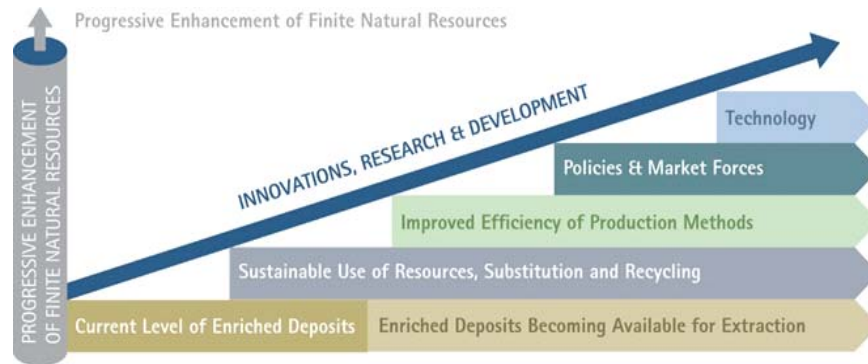 Progressive Enhancement of Finite Natural Resources
PROGRESSIVE ENHANCEMENT
OF FINITE NATURAL RESOURCES
INNOVATIONS, RESEARCH & DEVELOPMENT
Technology
Policies & Market Forces
Improved Efficiency of Production Methods
Sustainable Use of Resources, Substitution and Recycling
Current Level of Enriched Deposits
Enriched Deposits Becoming Available for Extraction